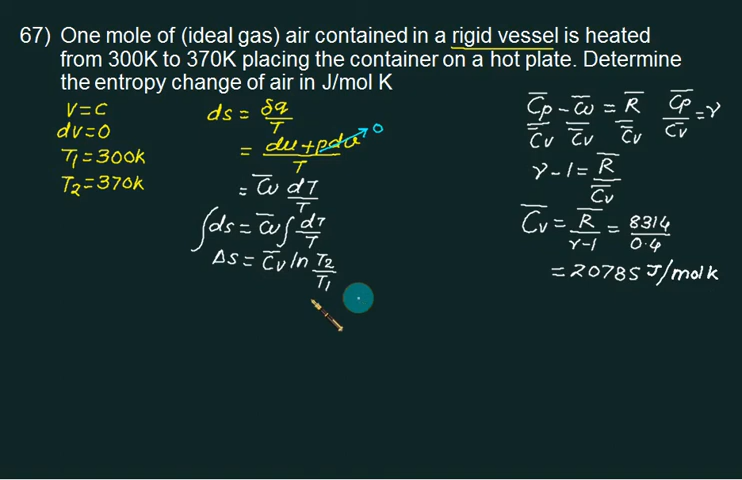 67) One mole of (ideal gas) air contained in a rigid vessel is heated
from 300K to 370K placing the container on a hot plate. Determine
the entropy change of air in J/mol K
V=C
dv=0
T₁=300K
T₂=370K
ds = δq/T
= (du + pdv)/T → 0
= C̅v dT/T
∫ds = C̅v ∫ dT/T
Δs = C̅v ln T₂/T₁
C̅p/C̅v − C̅v/C̅v = R̅/C̅v C̅p/C̅v = γ
γ−1 = R̅/C̅v
C̅v = R̅/(γ−1) = 8314/0.4
= 20785 J/mol K